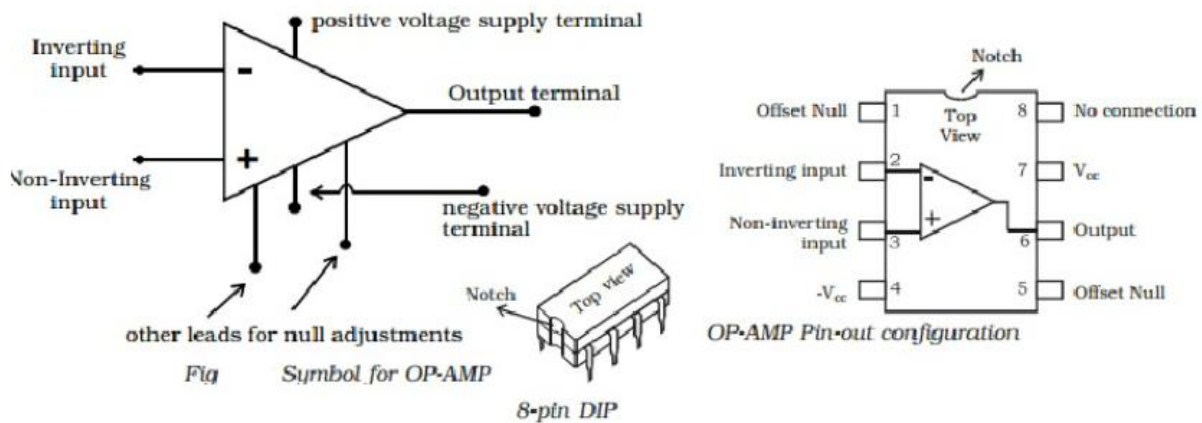 positive voltage supply terminal
Inverting
input
-
Output terminal
+
Non-Inverting
input
negative voltage supply
terminal
other leads for null adjustments
Fig Symbol for OP-AMP
Notch
Top view
8-pin DIP
Notch
Offset Null 1 8 No connection
Top
View
Inverting input 2 7 Vcc
-
Non-inverting
input 3 + 6 Output
-Vcc 4 5 Offset Null
OP-AMP Pin-out configuration